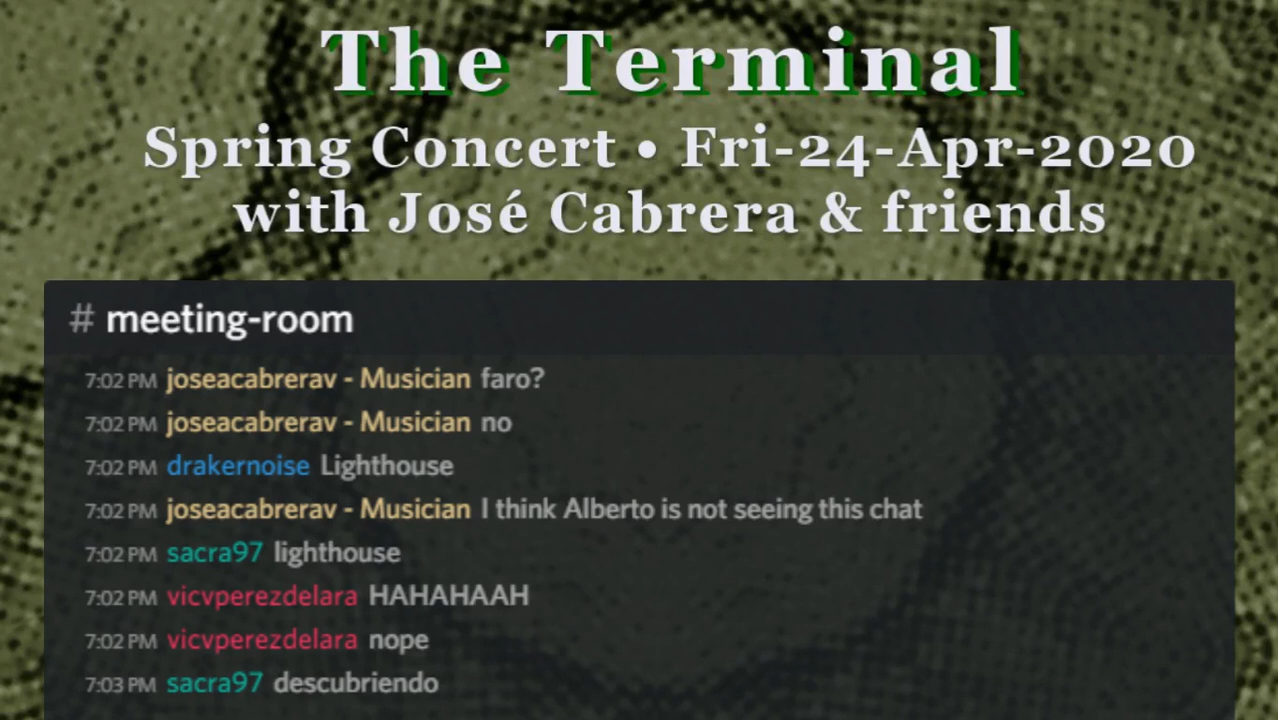 The Terminal
Spring Concert • Fri-24-Apr-2020
with José Cabrera & friends
# meeting-room
7:02 PM joseacabrerav - Musician faro?
7:02 PM joseacabrerav - Musician no
7:02 PM drakernoise Lighthouse
7:02 PM joseacabrerav - Musician I think Alberto is not seeing this chat
7:02 PM sacra97 lighthouse
7:02 PM vicvperezdelara HAHAHAAH
7:02 PM vicvperezdelara nope
7:03 PM sacra97 descubriendo